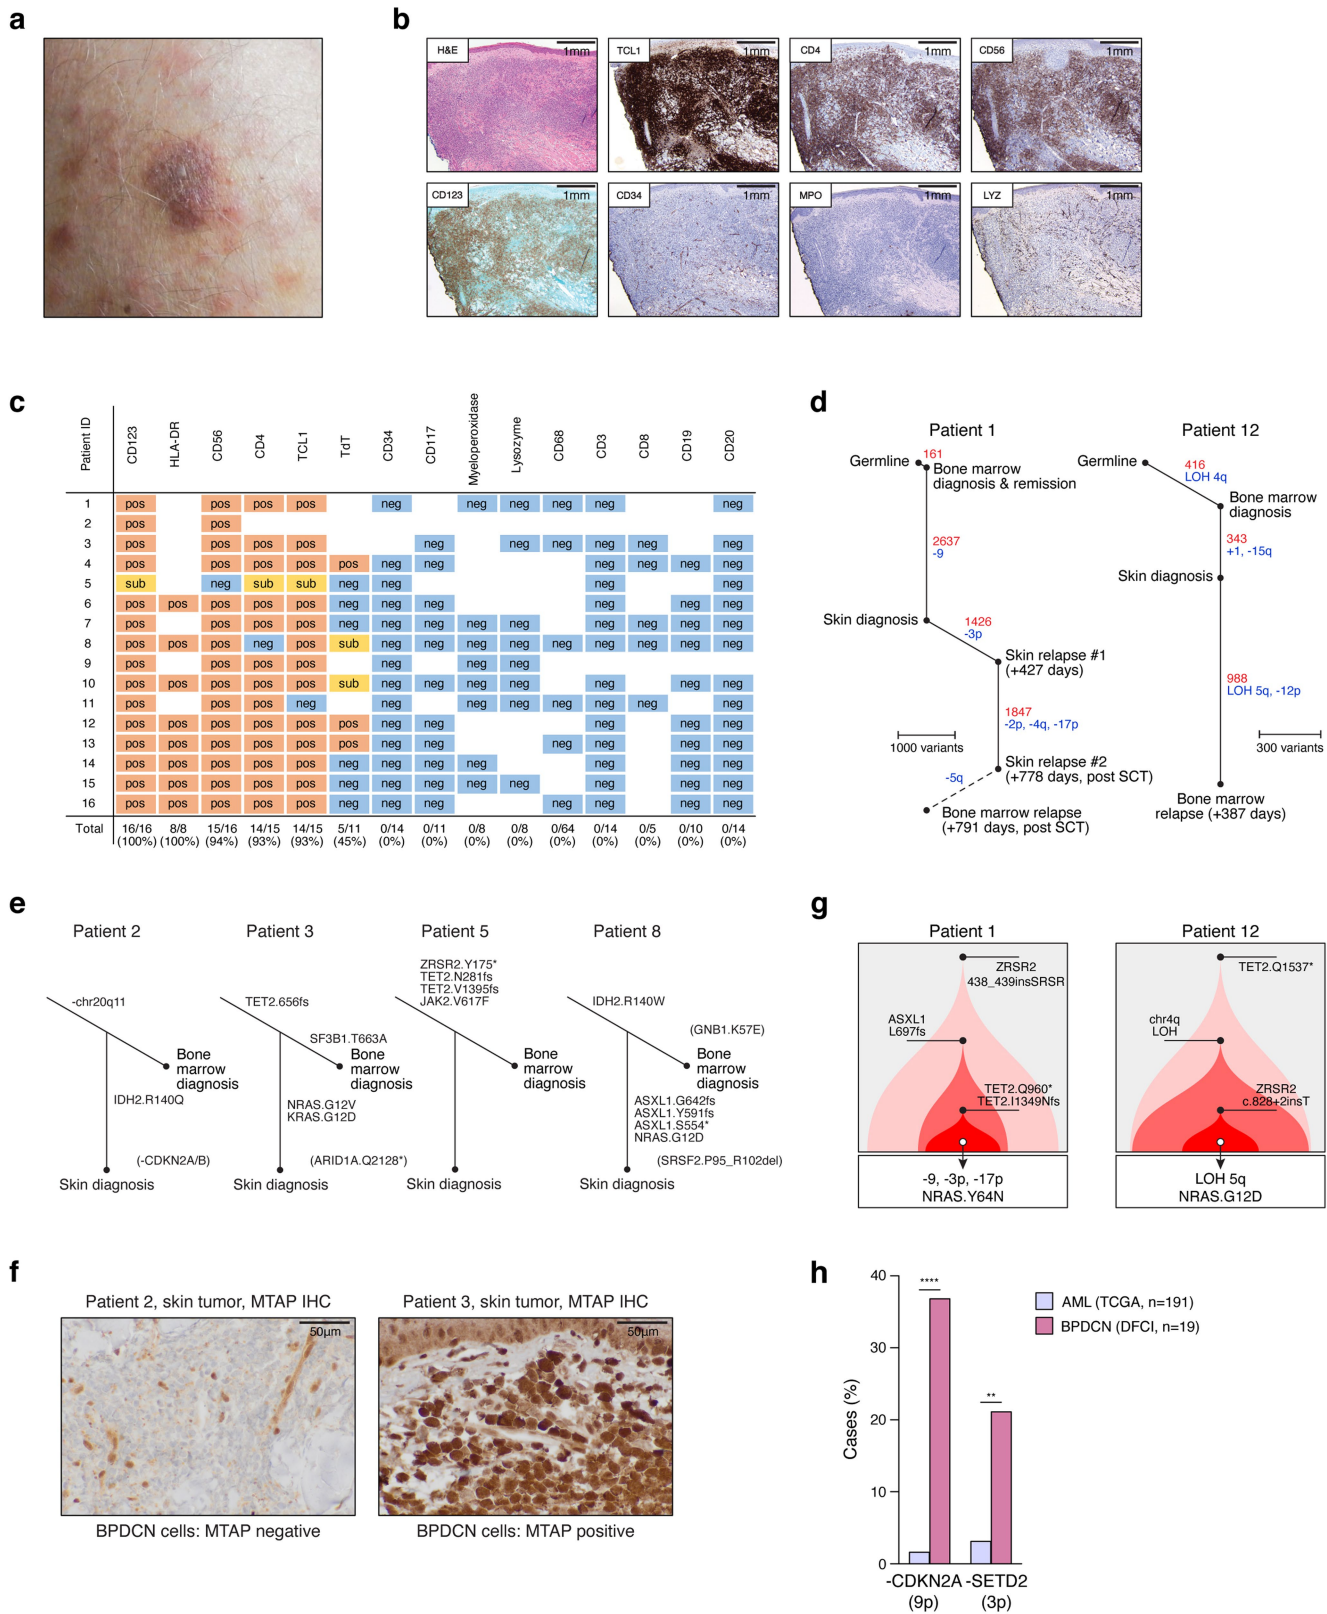 a
b
H&E
1mm
TCL1
1mm
CD4
1mm
CD56
1mm
CD123
1mm
CD34
1mm
MPO
1mm
LYZ
1mm
c
Patient ID CD123 HLA-DR CD56 CD4 TCL1 TdT CD34 CD117 Myeloperoxidase Lysozyme CD68 CD3 CD8 CD19 CD20
1 pos pos pos pos neg neg neg neg neg neg
2 pos pos
3 pos pos pos pos neg neg neg neg neg neg
4 pos pos pos pos pos neg neg neg neg neg neg
5 sub neg sub sub neg neg neg neg
6 pos pos pos pos pos neg neg neg neg neg neg
7 pos pos pos pos neg neg neg neg neg neg neg neg neg
8 pos pos pos neg pos sub neg neg neg neg neg neg neg neg neg
9 pos pos pos pos neg neg neg
10 pos pos pos pos pos sub neg neg neg neg neg neg neg
11 pos pos pos neg neg neg neg neg neg neg neg
12 pos pos pos pos pos pos neg neg neg neg neg
13 pos pos pos pos pos pos neg neg neg neg neg neg
14 pos pos pos pos pos neg neg neg neg neg neg neg
15 pos pos pos pos pos neg neg neg neg neg neg neg neg
16 pos pos pos pos pos neg neg neg neg neg neg neg
Total 16/16 8/8 15/16 14/15 14/15 5/11 0/14 0/11 0/8 0/8 0/64 0/14 0/5 0/10 0/14
(100%) (100%) (94%) (93%) (93%) (45%) (0%) (0%) (0%) (0%) (0%) (0%) (0%) (0%) (0%)
d
Patient 1
Germline
161
Bone marrow
diagnosis & remission
2637
-9
Skin diagnosis
1426
-3p
Skin relapse #1
(+427 days)
1847
-2p, -4q, -17p
1000 variants
Skin relapse #2
(+778 days, post SCT)
-5q
Bone marrow relapse
(+791 days, post SCT)
Patient 12
Germline
416
LOH 4q
Bone marrow
diagnosis
343
+1, -15q
Skin diagnosis
988
LOH 5q, -12p
300 variants
Bone marrow
relapse (+387 days)
e
Patient 2
-chr20q11
Bone
marrow
diagnosis
IDH2.R140Q
(-CDKN2A/B)
Skin diagnosis
Patient 3
TET2.656fs
SF3B1.T663A
Bone
marrow
diagnosis
NRAS.G12V
KRAS.G12D
(ARID1A.Q2128*)
Skin diagnosis
Patient 5
ZRSR2.Y175*
TET2.N281fs
TET2.V1395fs
JAK2.V617F
Bone
marrow
diagnosis
Skin diagnosis
Patient 8
IDH2.R140W
(GNB1.K57E)
Bone
marrow
diagnosis
ASXL1.G642fs
ASXL1.Y591fs
ASXL1.S554*
NRAS.G12D
(SRSF2.P95_R102del)
Skin diagnosis
g
Patient 1
ZRSR2
438_439insSRSR
ASXL1
L697fs
TET2.Q960*
TET2.I1349Nfs
-9, -3p, -17p
NRAS.Y64N
Patient 12
TET2.Q1537*
chr4q
LOH
ZRSR2
c.828+2insT
LOH 5q
NRAS.G12D
f
Patient 2, skin tumor, MTAP IHC
50μm
BPDCN cells: MTAP negative
Patient 3, skin tumor, MTAP IHC
50μm
BPDCN cells: MTAP positive
h
Cases (%)
40
30
20
10
0
****
**
-CDKN2A
(9p)
-SETD2
(3p)
AML (TCGA, n=191)
BPDCN (DFCI, n=19)